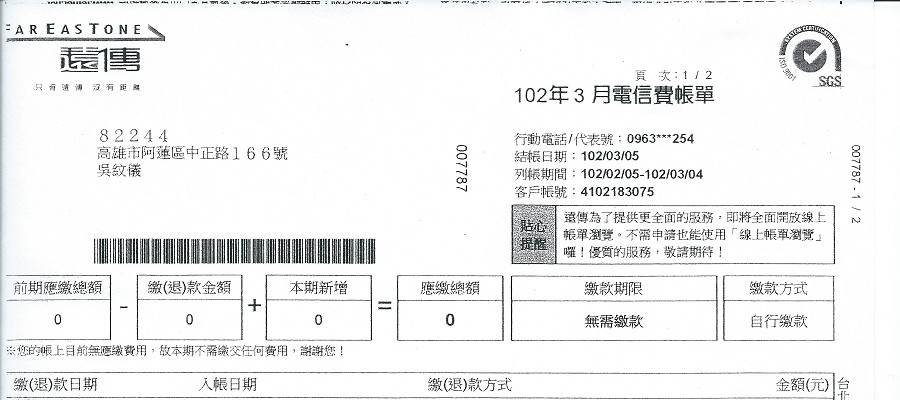 FAREASTONE
遠傳
只有遠傳 沒有距離
SYSTEM CERTIFICATION
ISO 9001
SGS
頁 次:1/2
102年3月電信費帳單
82244
高雄市阿蓮區中正路166號
吳紋儀
007787
行動電話/代表號：0963***254
結帳日期：102/03/05
列帳期間：102/02/05-102/03/04
客戶帳號：4102183075
007787-1/2
貼心
提醒
遠傳為了提供更全面的服務，即將全面開放線上
帳單瀏覽。不需申請也能使用「線上帳單瀏覽」
囉！優質的服務，敬請期待！
前期應繳總額 - 繳(退)款金額 + 本期新增 = 應繳總額 繳款期限 繳款方式
0 0 0 0 無需繳款 自行繳款
※您的帳上目前無應繳費用，故本期不需繳交任何費用，謝謝您！
繳(退)款日期 入帳日期 繳(退)款方式 金額(元)
台
北